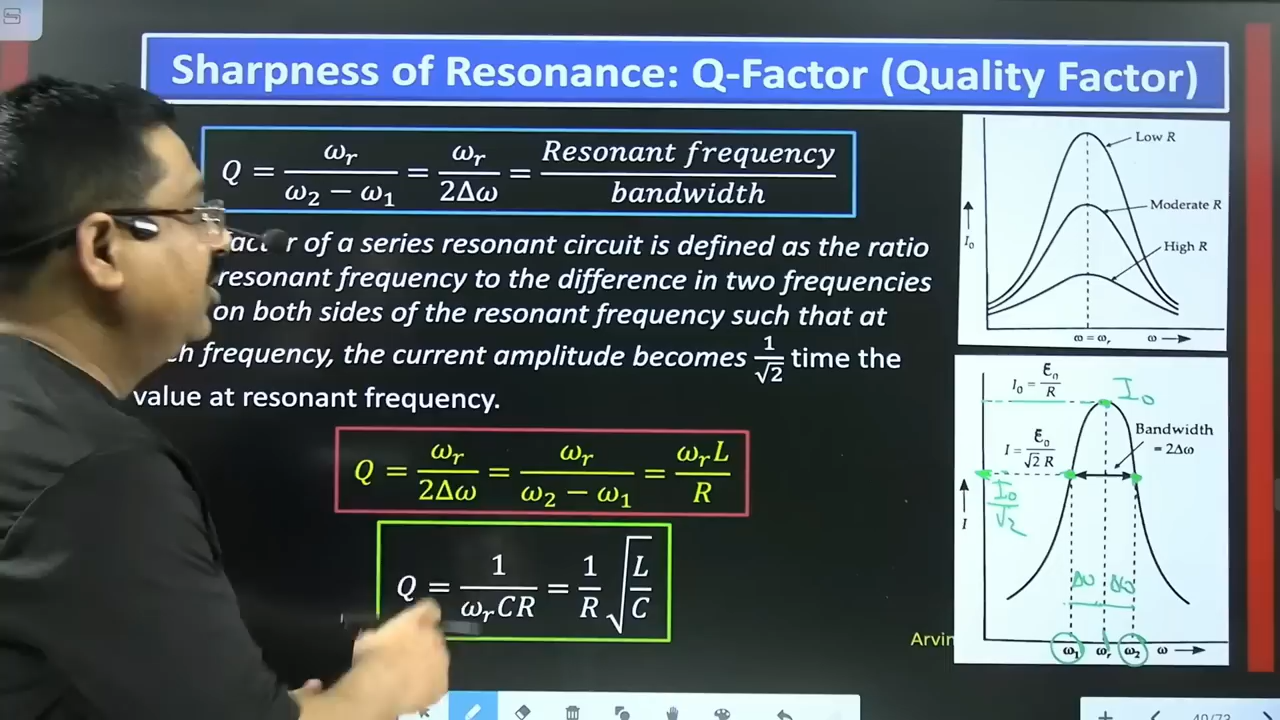 Sharpness of Resonance: Q-Factor (Quality Factor)
Q = ωr / (ω2 − ω1) = ωr / 2Δω = Resonant frequency / bandwidth
r of a series resonant circuit is defined as the ratio
resonant frequency to the difference in two frequencies
on both sides of the resonant frequency such that at
frequency, the current amplitude becomes 1/√2 time the
value at resonant frequency.
Q = ωr / 2Δω = ωr / (ω2 − ω1) = ωrL / R
Q = 1 / ωrCR = 1/R √(L/C)
Low R
Moderate R
High R
I0
ω = ωr
ω
I0 = Ɛ0 / R
I0
Bandwidth
= 2Δω
I = Ɛ0 / √2 R
I0 / √2
I
Δω Δω
ω1 ωr ω2 ω
Arvin
49/73